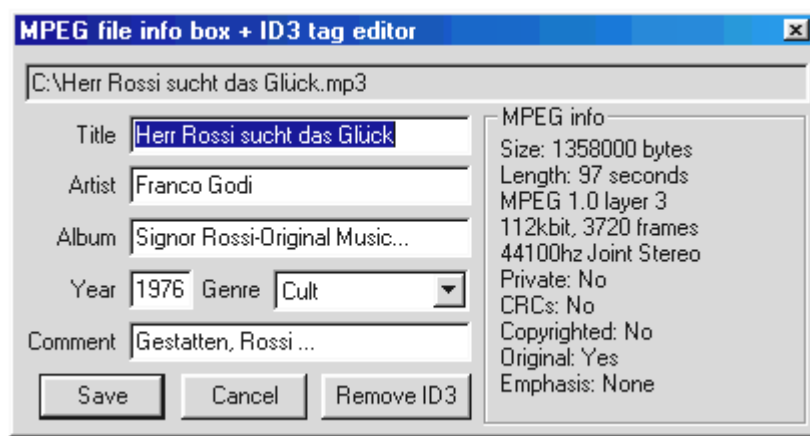 MPEG file info box + ID3 tag editor
C:\Herr Rossi sucht das Glück.mp3
Title Herr Rossi sucht das Glück
Artist Franco Godi
Album Signor Rossi-Original Music...
Year 1976 Genre Cult
Comment Gestatten, Rossi ...
Save Cancel Remove ID3
MPEG info
Size: 1358000 bytes
Length: 97 seconds
MPEG 1.0 layer 3
112kbit, 3720 frames
44100hz Joint Stereo
Private: No
CRCs: No
Copyrighted: No
Original: Yes
Emphasis: None